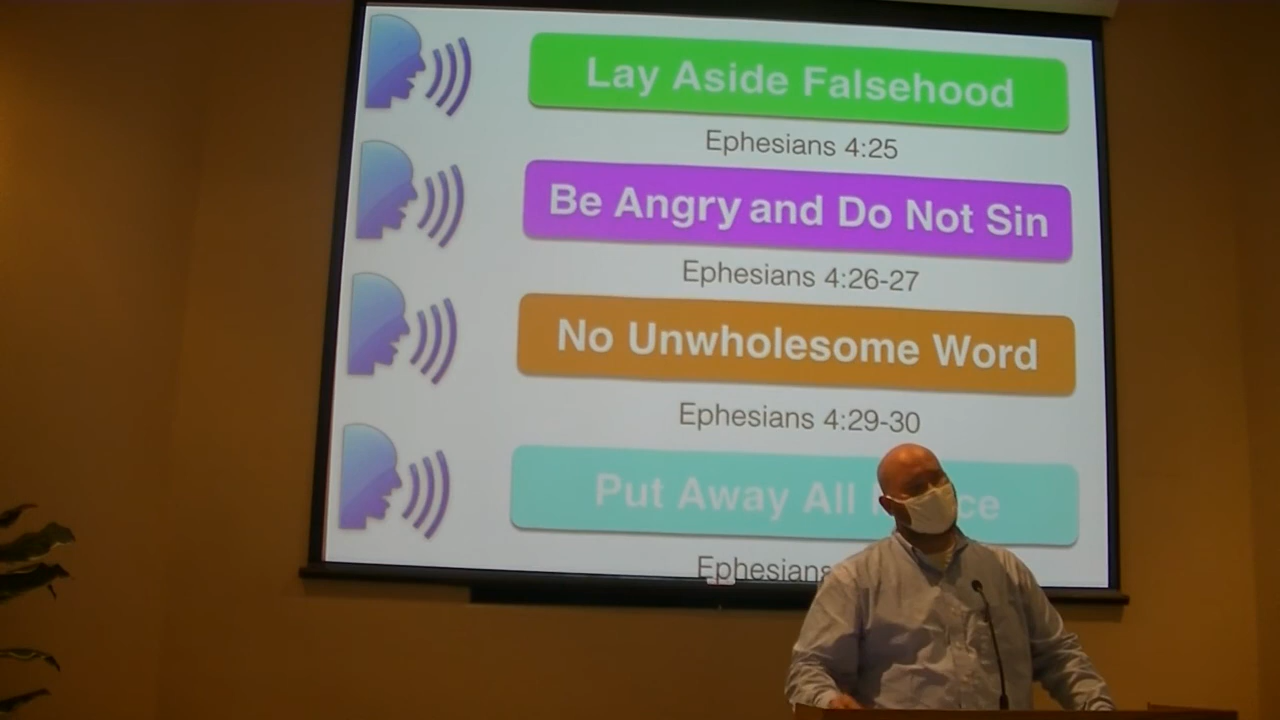 Lay Aside Falsehood
Ephesians 4:25
Be Angry and Do Not Sin
Ephesians 4:26-27
No Unwholesome Word
Ephesians 4:29-30
Put Away All
Ephesians